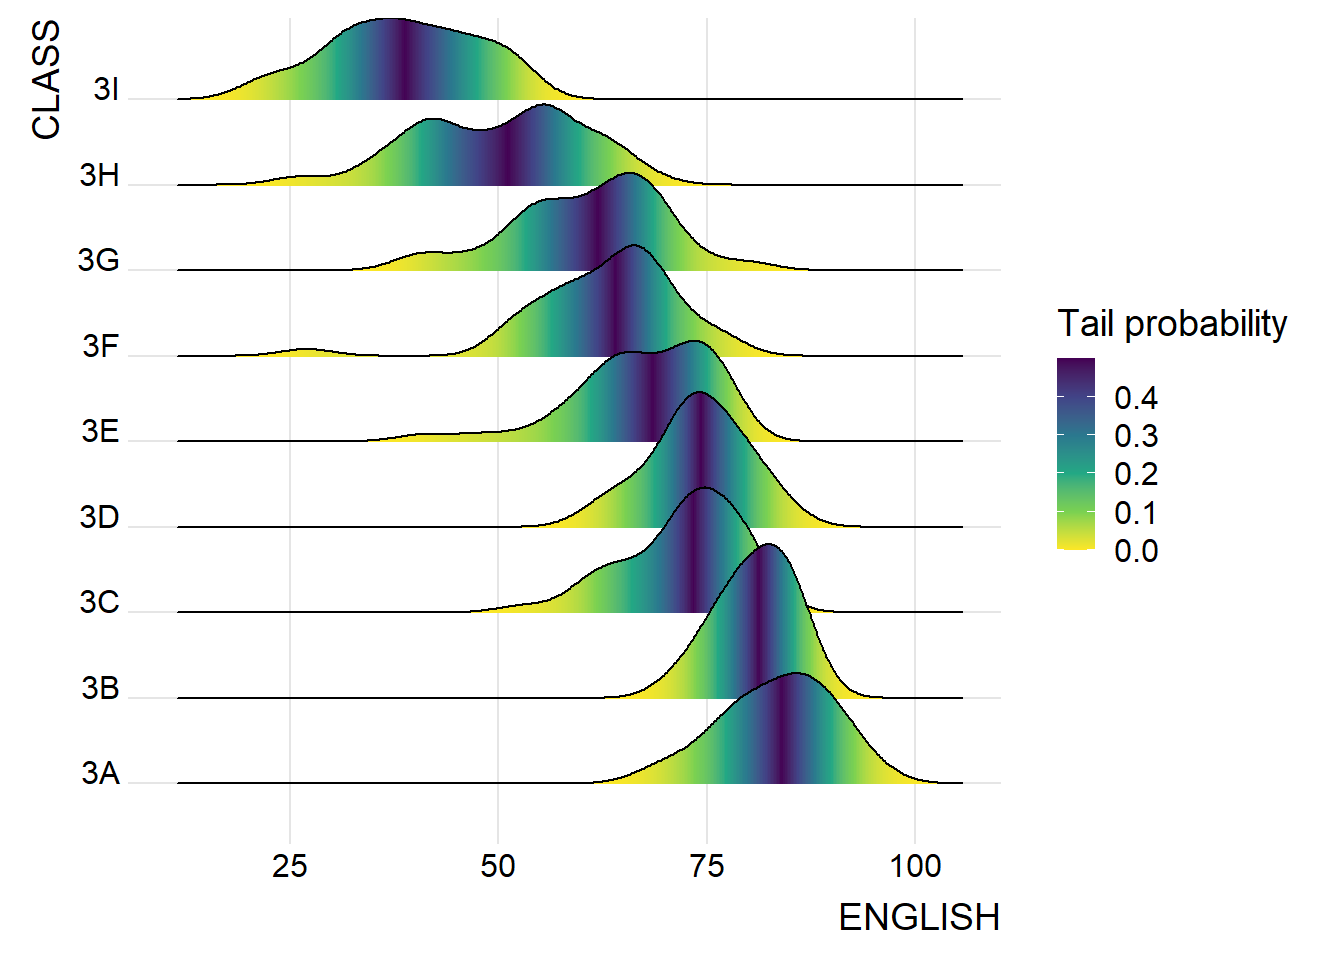 CLASS
3I
3H
3G
3F
3E
3D
3C
3B
3A
25 50 75 100
ENGLISH
Tail probability
0.4
0.3
0.2
0.1
0.0